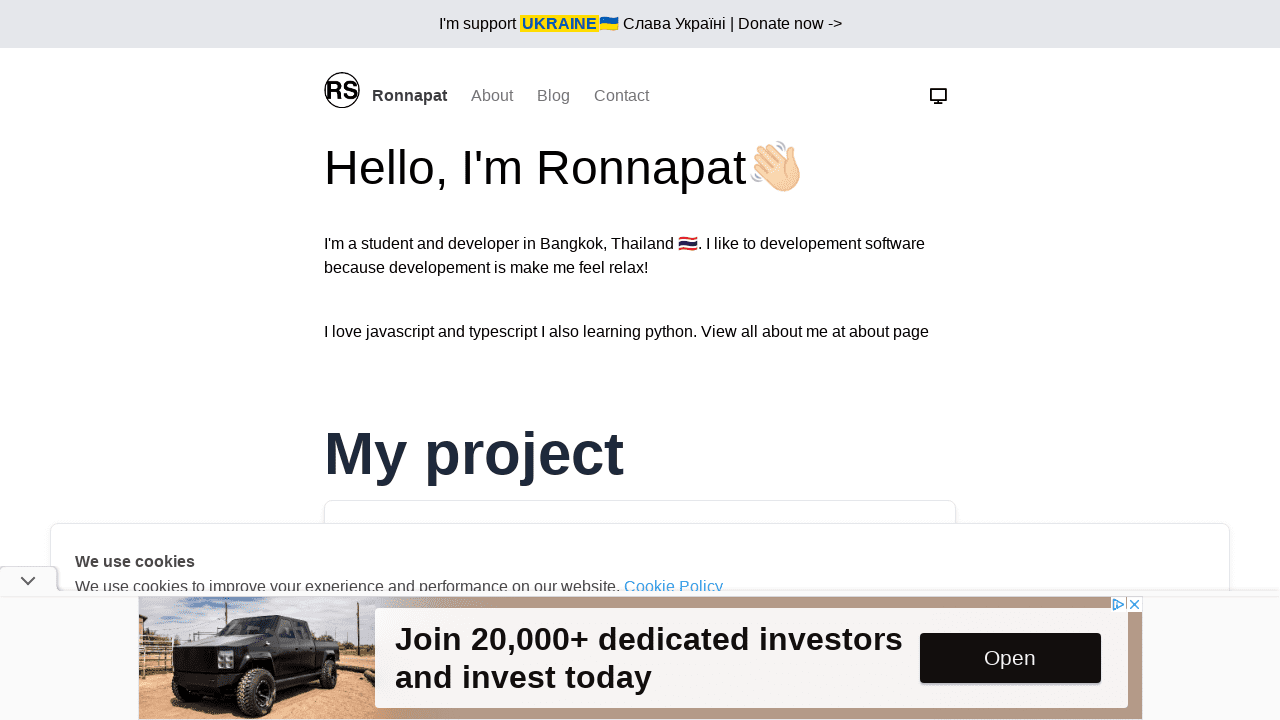 I'm support UKRAINE🇺🇦 Слава Україні | Donate now ->
RS Ronnapat About Blog Contact
Hello, I'm Ronnapat👋🏻
I'm a student and developer in Bangkok, Thailand 🇹🇭. I like to developement software
because developement is make me feel relax!
I love javascript and typescript I also learning python. View all about me at about page
My project
We use cookies
We use cookies to improve your experience and performance on our website. Cookie Policy
Join 20,000+ dedicated investors
and invest today
Open